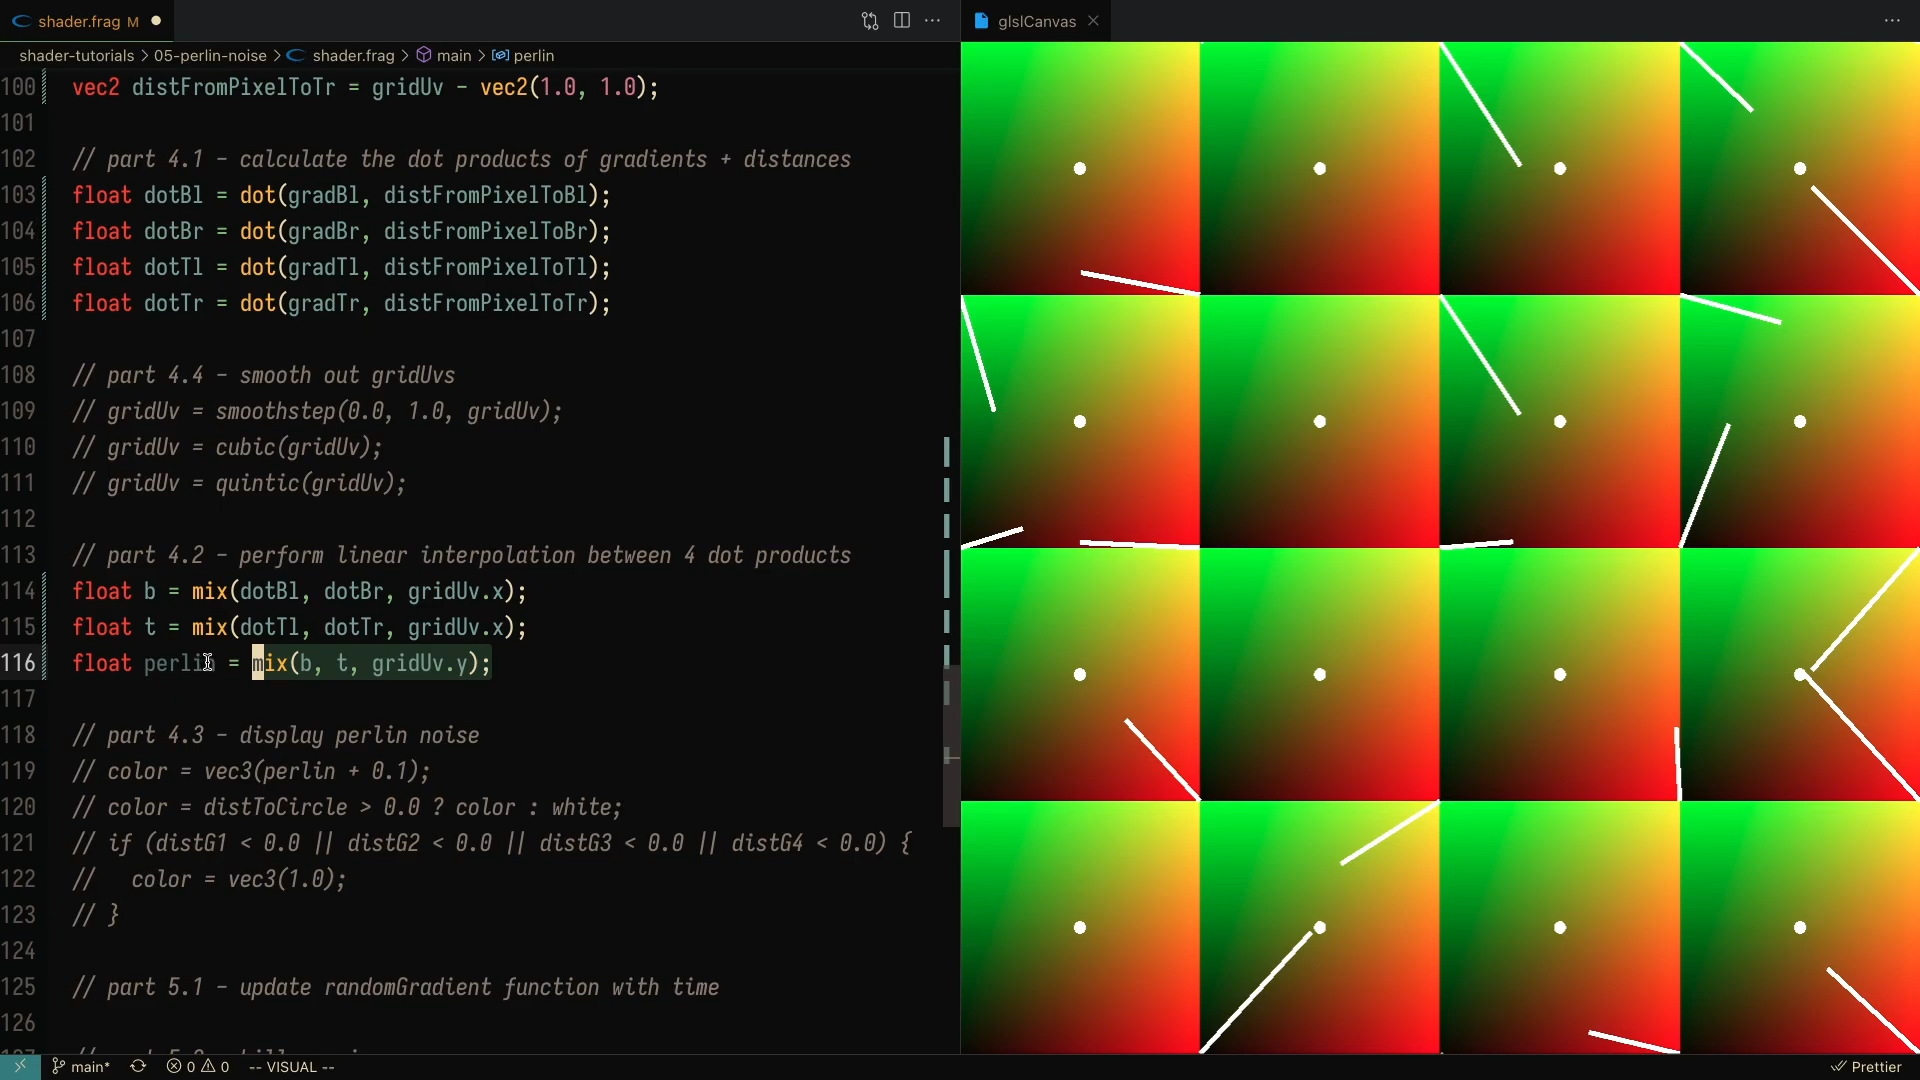 shader.frag M
glslCanvas
shader-tutorials > 05-perlin-noise > shader.frag > main > perlin
100 vec2 distFromPixelToTr = gridUv - vec2(1.0, 1.0);
101
102 // part 4.1 - calculate the dot products of gradients + distances
103 float dotBl = dot(gradBl, distFromPixelToBl);
104 float dotBr = dot(gradBr, distFromPixelToBr);
105 float dotTl = dot(gradTl, distFromPixelToTl);
106 float dotTr = dot(gradTr, distFromPixelToTr);
107
108 // part 4.4 - smooth out gridUvs
109 // gridUv = smoothstep(0.0, 1.0, gridUv);
110 // gridUv = cubic(gridUv);
111 // gridUv = quintic(gridUv);
112
113 // part 4.2 - perform linear interpolation between 4 dot products
114 float b = mix(dotBl, dotBr, gridUv.x);
115 float t = mix(dotTl, dotTr, gridUv.x);
116 float perlin = mix(b, t, gridUv.y);
117
118 // part 4.3 - display perlin noise
119 // color = vec3(perlin + 0.1);
120 // color = distToCircle > 0.0 ? color : white;
121 // if (distG1 < 0.0 || distG2 < 0.0 || distG3 < 0.0 || distG4 < 0.0) {
122 //   color = vec3(1.0);
123 // }
124
125 // part 5.1 - update randomGradient function with time
126
main* 0 0 -- VISUAL --
Prettier